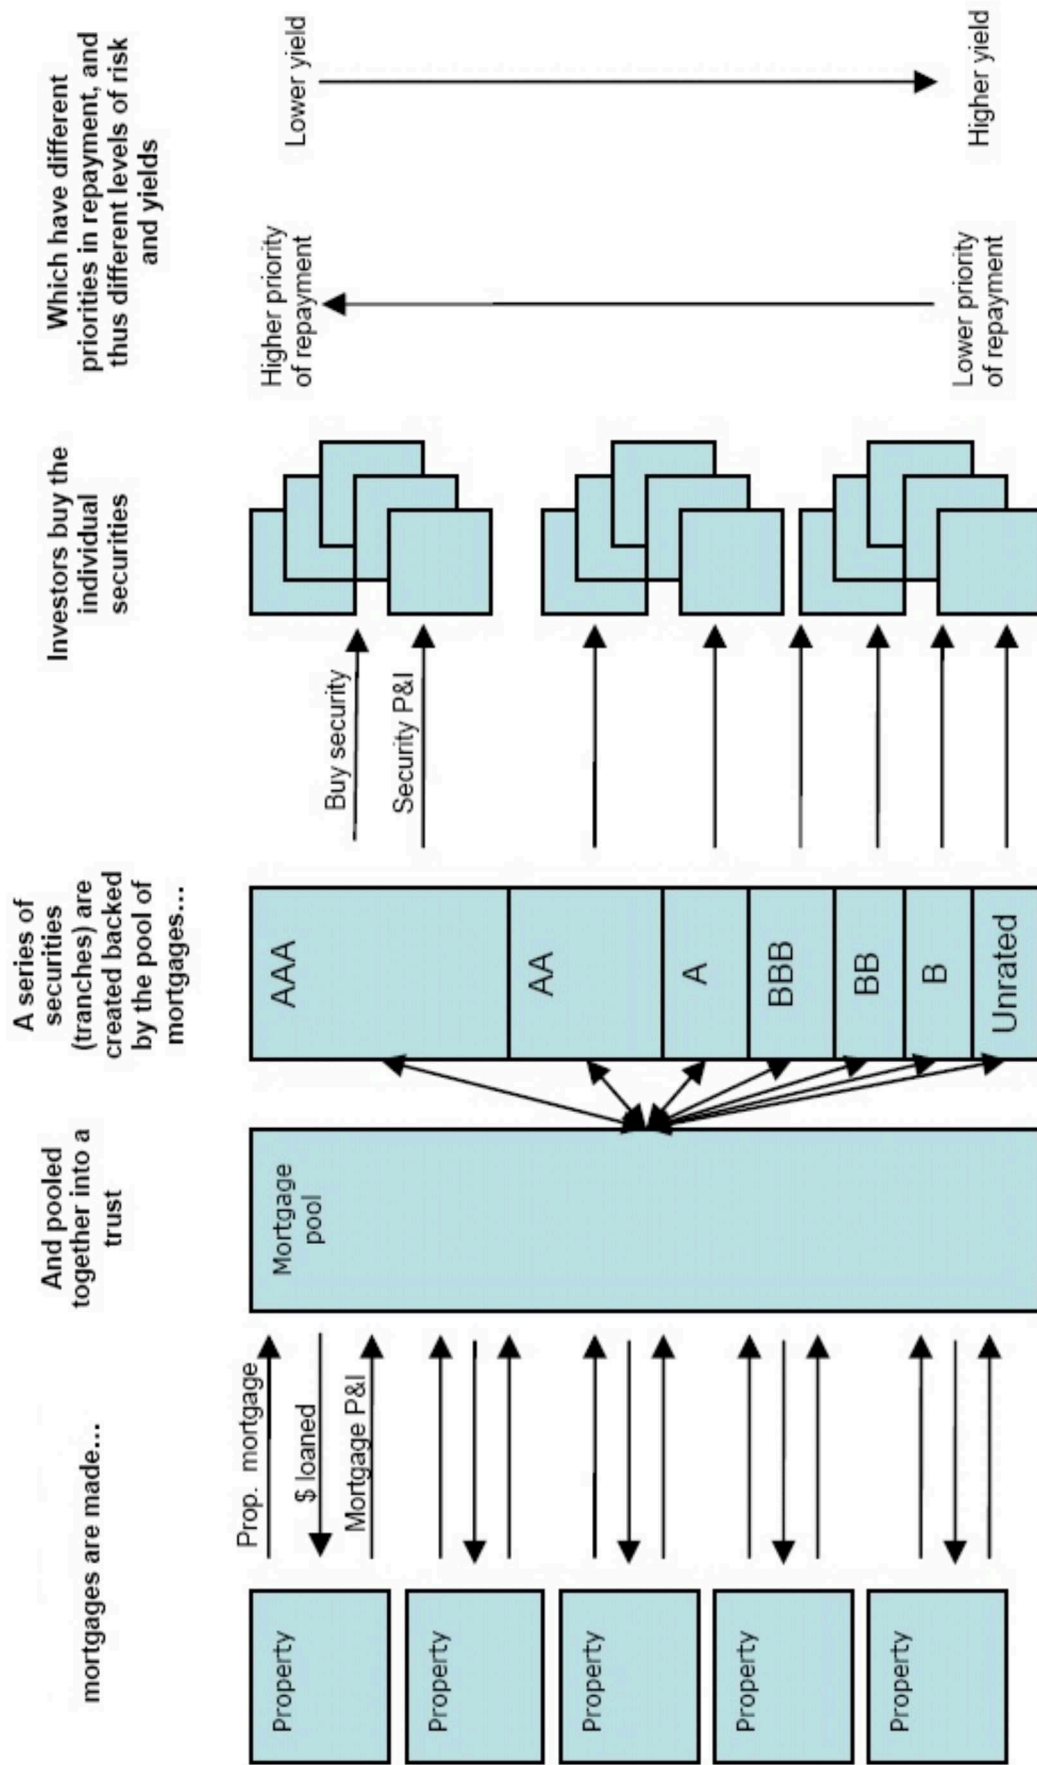 mortgages are made...
And pooled
together into a
trust
A series of
securities
(tranches) are
created backed
by the pool of
mortgages...
Investors buy the
individual
securities
Which have different
priorities in repayment, and
thus different levels of risk
and yields
Property
Property
Property
Property
Property
Prop. mortgage
$ loaned
Mortgage P&I
Mortgage
pool
AAA
AA
A
BBB
BB
B
Unrated
Buy security
Security P&I
Higher priority
of repayment
Lower priority
of repayment
Lower yield
Higher yield